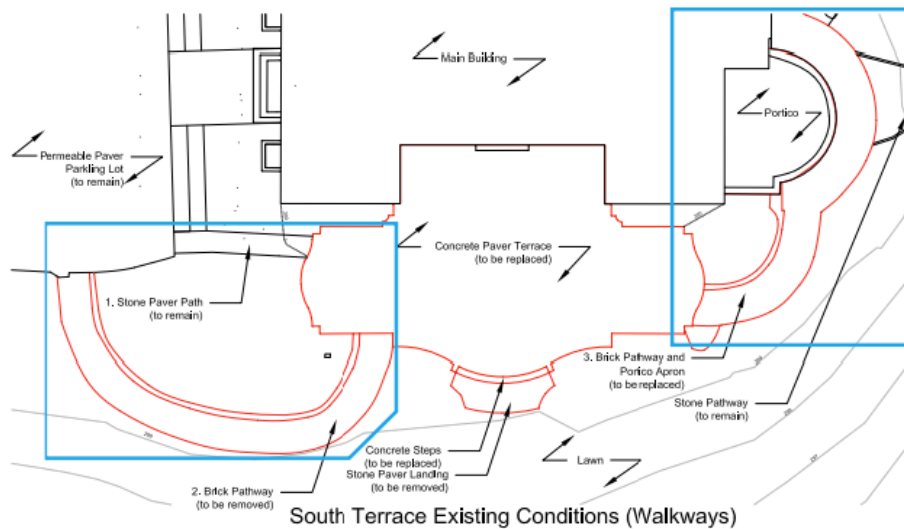 Main Building
Portico
Permeable Paver
Parkling Lot
(to remain)
Concrete Paver Terrace
(to be replaced)
1. Stone Paver Path
(to remain)
3. Brick Pathway and
Portico Apron
(to be replaced)
Stone Pathway
(to remain)
Concrete Steps
(to be replaced)
Stone Paver Landing
(to be removed)
Lawn
2. Brick Pathway
(to be removed)
South Terrace Existing Conditions (Walkways)